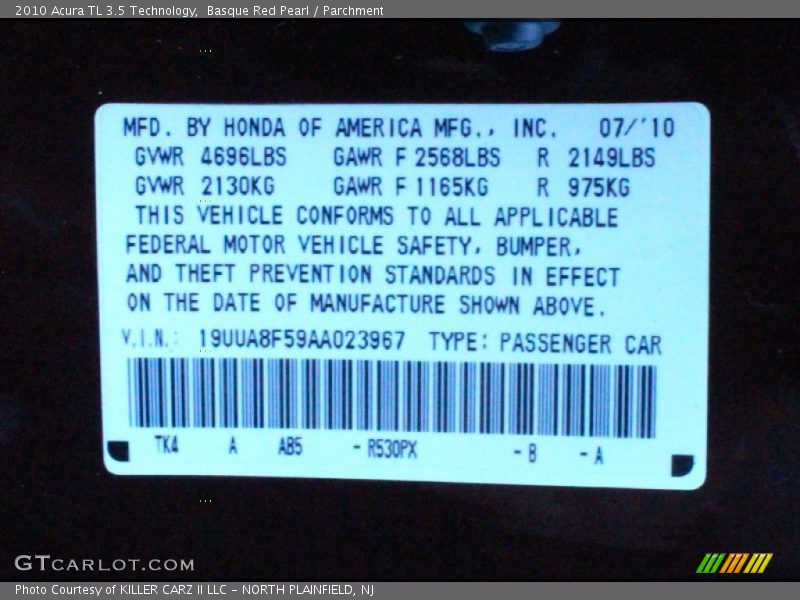 2010 Acura TL 3.5 Technology,  Basque Red Pearl / Parchment
MFD. BY HONDA OF AMERICA MFG., INC. 07/'10
GVWR 4696LBS GAWR F 2568LBS R 2149LBS
GVWR 2130KG GAWR F 1165KG R 975KG
THIS VEHICLE CONFORMS TO ALL APPLICABLE
FEDERAL MOTOR VEHICLE SAFETY, BUMPER,
AND THEFT PREVENTION STANDARDS IN EFFECT
ON THE DATE OF MANUFACTURE SHOWN ABOVE.
V.I.N.: 19UUA8F59AA023967 TYPE: PASSENGER CAR
TK4 A AB5 - R530PX - B - A
GTCARLOT.COM
Photo Courtesy of KILLER CARZ II LLC - NORTH PLAINFIELD, NJ